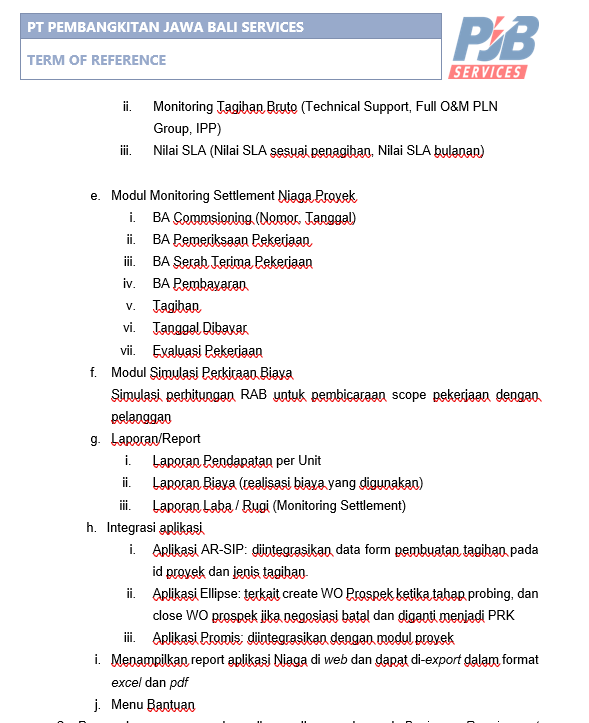 PT PEMBANGKITAN JAWA BALI SERVICES
TERM OF REFERENCE
PJB
SERVICES
ii. Monitoring Tagihan Bruto (Technical Support, Full O&M PLN
Group, IPP)
iii. Nilai SLA (Nilai SLA sesuai penagihan, Nilai SLA bulanan)
e. Modul Monitoring Settlement Niaga Proyek
i. BA Commsioning (Nomor, Tanggal)
ii. BA Pemeriksaan Pekerjaan
iii. BA Serah Terima Pekerjaan
iv. BA Pembayaran
v. Tagihan
vi. Tanggal Dibayar
vii. Evaluasi Pekerjaan
f. Modul Simulasi Perkiraan Biaya
Simulasi perhitungan RAB untuk pembicaraan scope pekerjaan dengan
pelanggan
g. Laporan/Report
i. Laporan Pendapatan per Unit
ii. Laporan Biaya (realisasi biaya yang digunakan)
iii. Laporan Laba / Rugi (Monitoring Settlement)
h. Integrasi aplikasi
i. Aplikasi AR-SIP: diintegrasikan data form pembuatan tagihan pada
id proyek dan jenis tagihan.
ii. Aplikasi Ellipse: terkait create WO Prospek ketika tahap probing, dan
close WO prospek jika negosiasi batal dan diganti menjadi PRK
iii. Aplikasi Promis: diintegrasikan dengan modul proyek
i. Menampilkan report aplikasi Niaga di web dan dapat di-export dalam format
excel dan pdf
j. Menu Bantuan